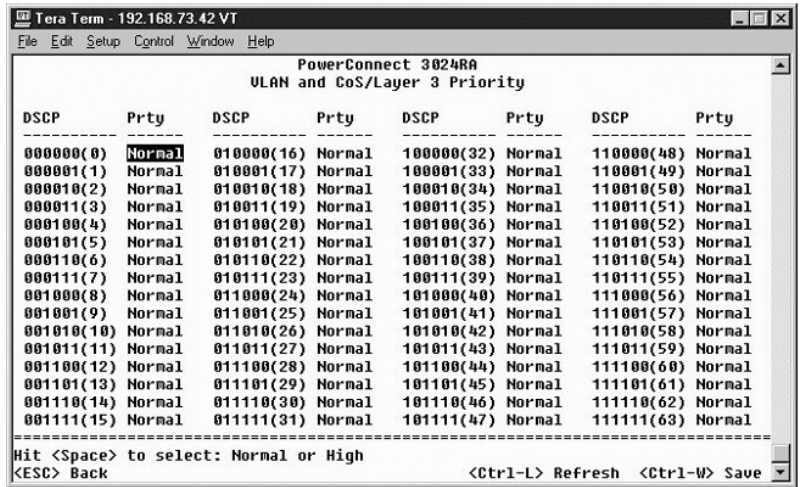 Tera Term - 192.168.73.42 VT
File Edit Setup Control Window Help
PowerConnect 3024RA
VLAN and CoS/Layer 3 Priority
DSCP Prty DSCP Prty DSCP Prty DSCP Prty
----------- ------- ----------- ------- ----------- ------- ----------- -------
000000(0) Normal 010000(16) Normal 100000(32) Normal 110000(48) Normal
000001(1) Normal 010001(17) Normal 100001(33) Normal 110001(49) Normal
000010(2) Normal 010010(18) Normal 100010(34) Normal 110010(50) Normal
000011(3) Normal 010011(19) Normal 100011(35) Normal 110011(51) Normal
000100(4) Normal 010100(20) Normal 100100(36) Normal 110100(52) Normal
000101(5) Normal 010101(21) Normal 100101(37) Normal 110101(53) Normal
000110(6) Normal 010110(22) Normal 100110(38) Normal 110110(54) Normal
000111(7) Normal 010111(23) Normal 100111(39) Normal 110111(55) Normal
001000(8) Normal 011000(24) Normal 101000(40) Normal 111000(56) Normal
001001(9) Normal 011001(25) Normal 101001(41) Normal 111001(57) Normal
001010(10) Normal 011010(26) Normal 101010(42) Normal 111010(58) Normal
001011(11) Normal 011011(27) Normal 101011(43) Normal 111011(59) Normal
001100(12) Normal 011100(28) Normal 101100(44) Normal 111100(60) Normal
001101(13) Normal 011101(29) Normal 101101(45) Normal 111101(61) Normal
001110(14) Normal 011110(30) Normal 101110(46) Normal 111110(62) Normal
001111(15) Normal 011111(31) Normal 101111(47) Normal 111111(63) Normal
================================================================================
Hit <Space> to select: Normal or High
<ESC> Back <Ctrl-L> Refresh <Ctrl-W> Save